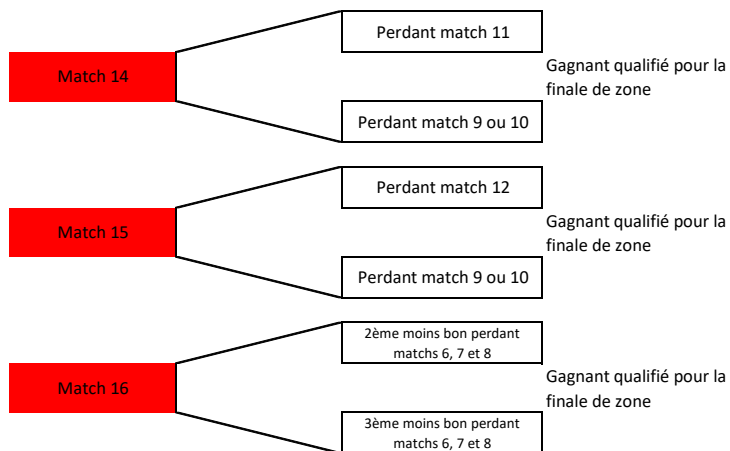 Perdant match 11
Match 14
Gagnant qualifié pour la
finale de zone
Perdant match 9 ou 10
Perdant match 12
Match 15
Gagnant qualifié pour la
finale de zone
Perdant match 9 ou 10
2ème moins bon perdant
matchs 6, 7 et 8
Match 16
Gagnant qualifié pour la
finale de zone
3ème moins bon perdant
matchs 6, 7 et 8